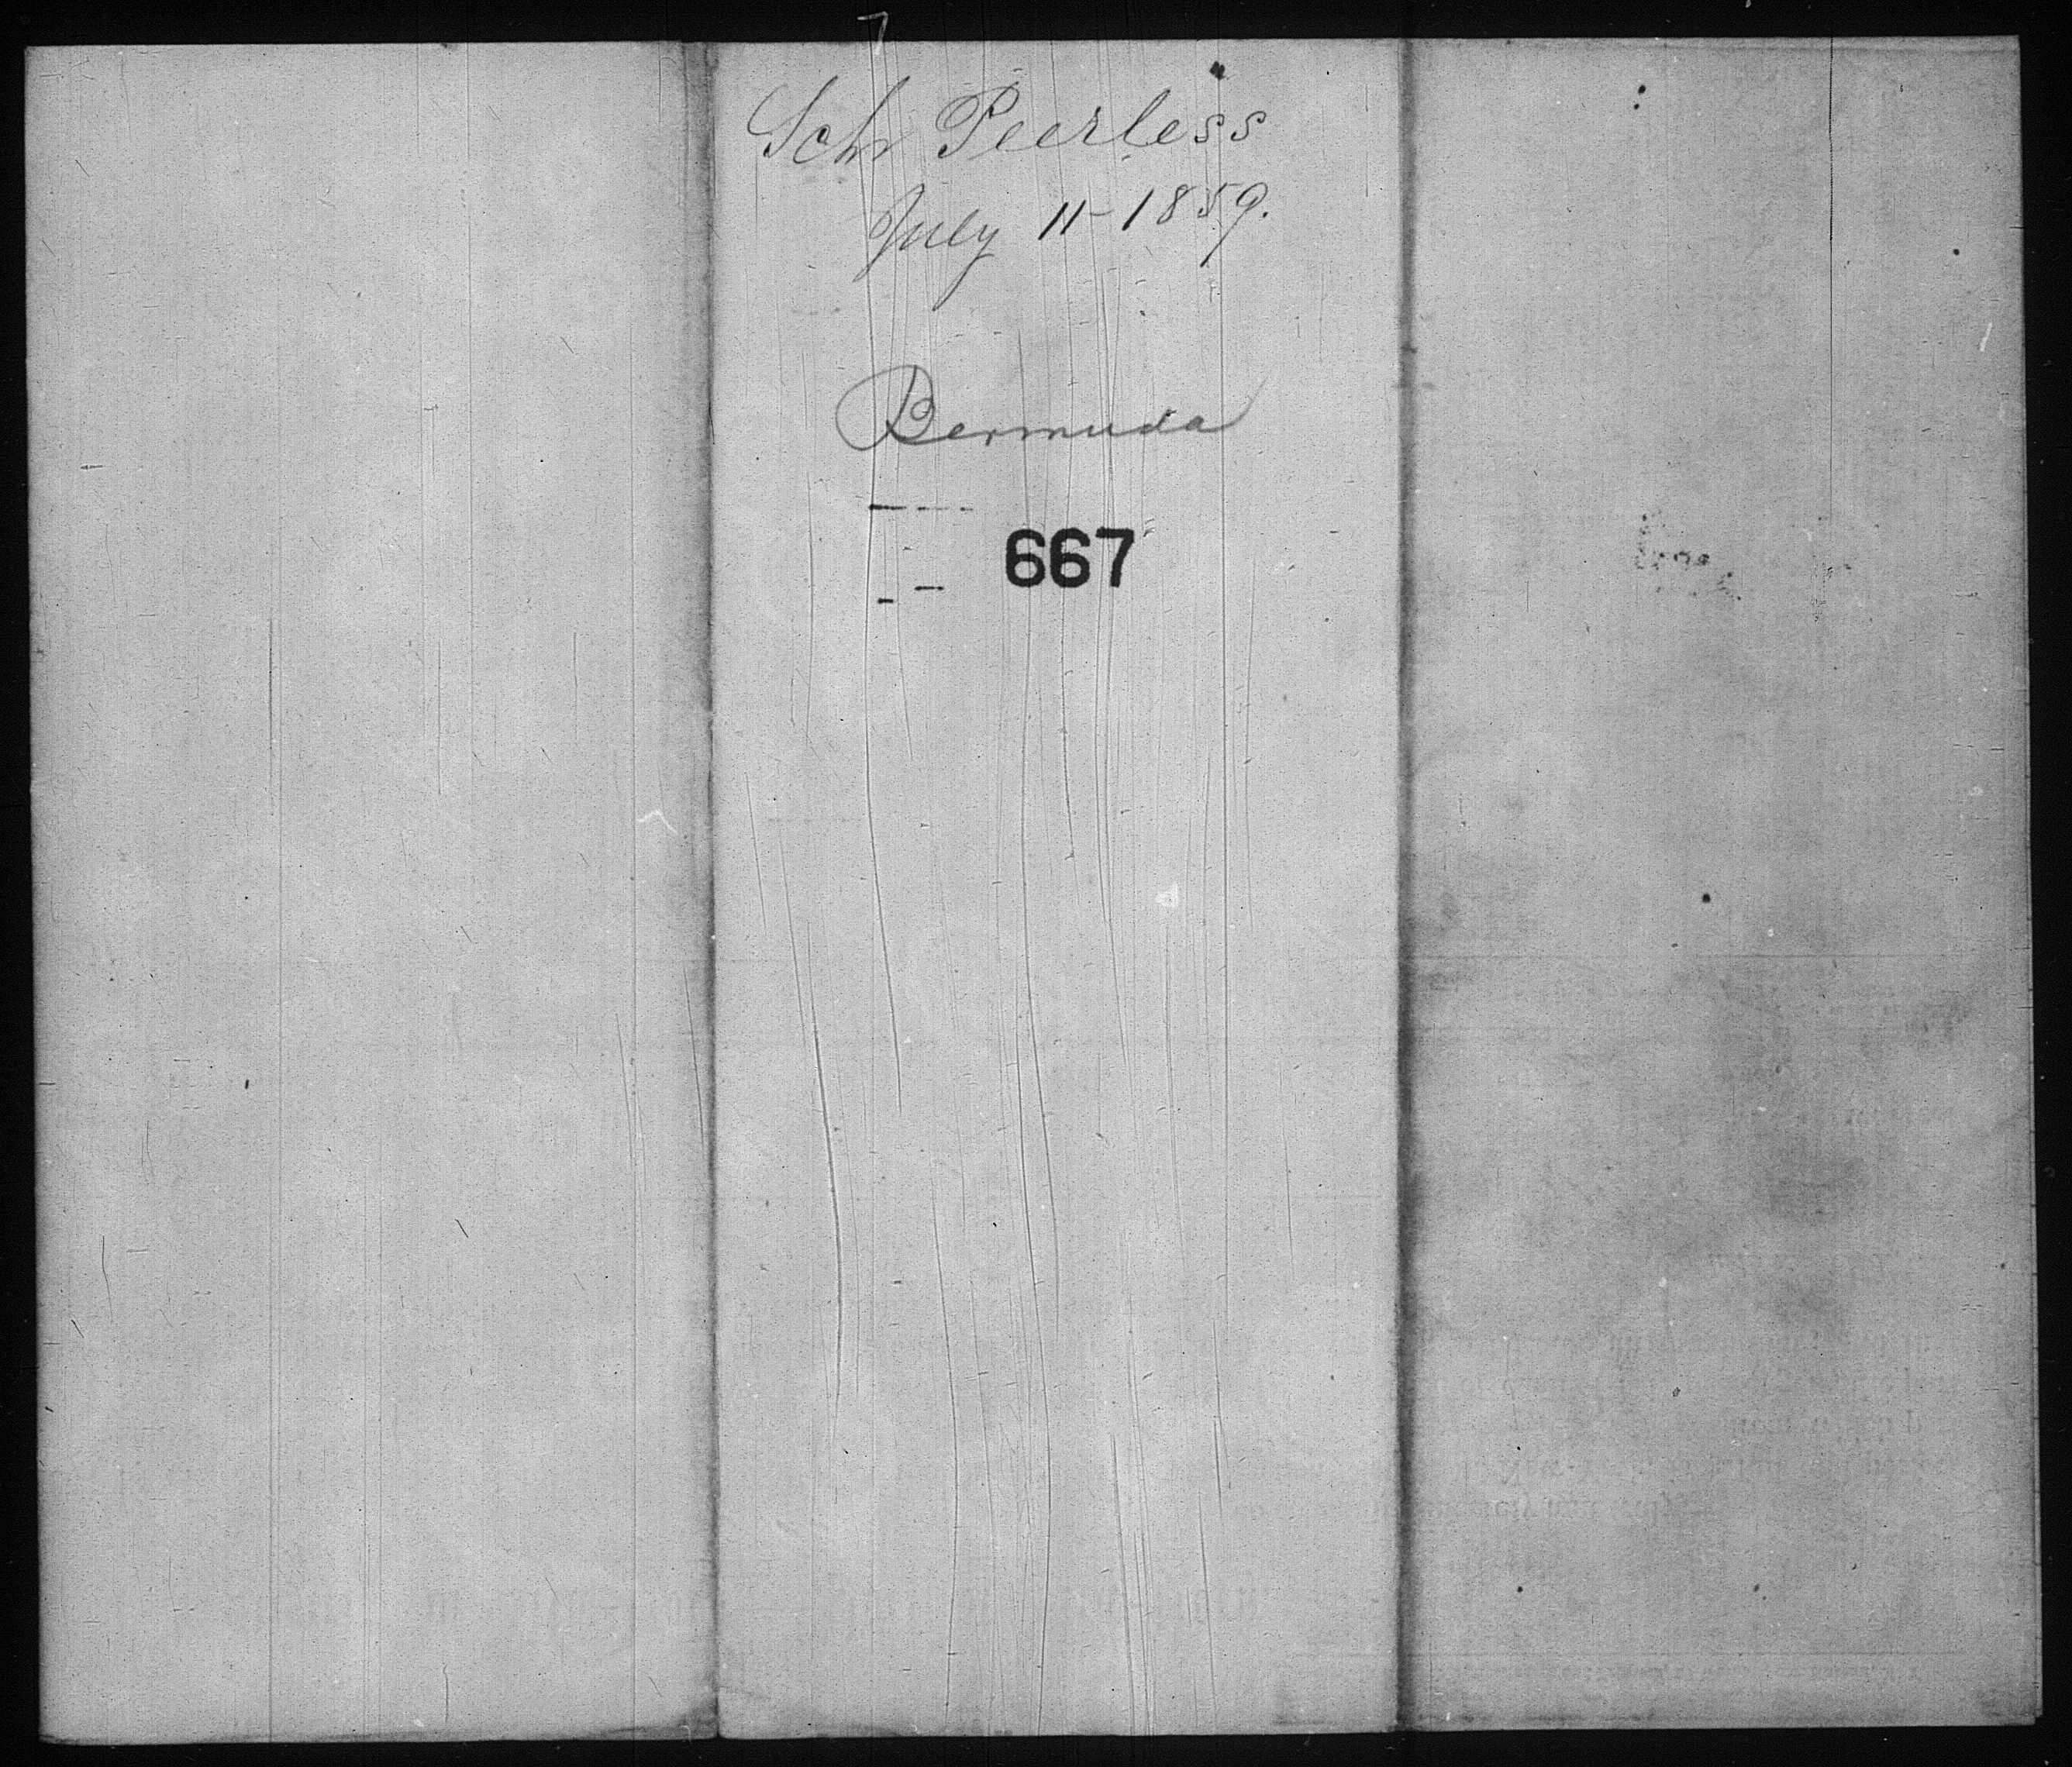 Schr Peerless
July 11-1859.
Bermuda
667